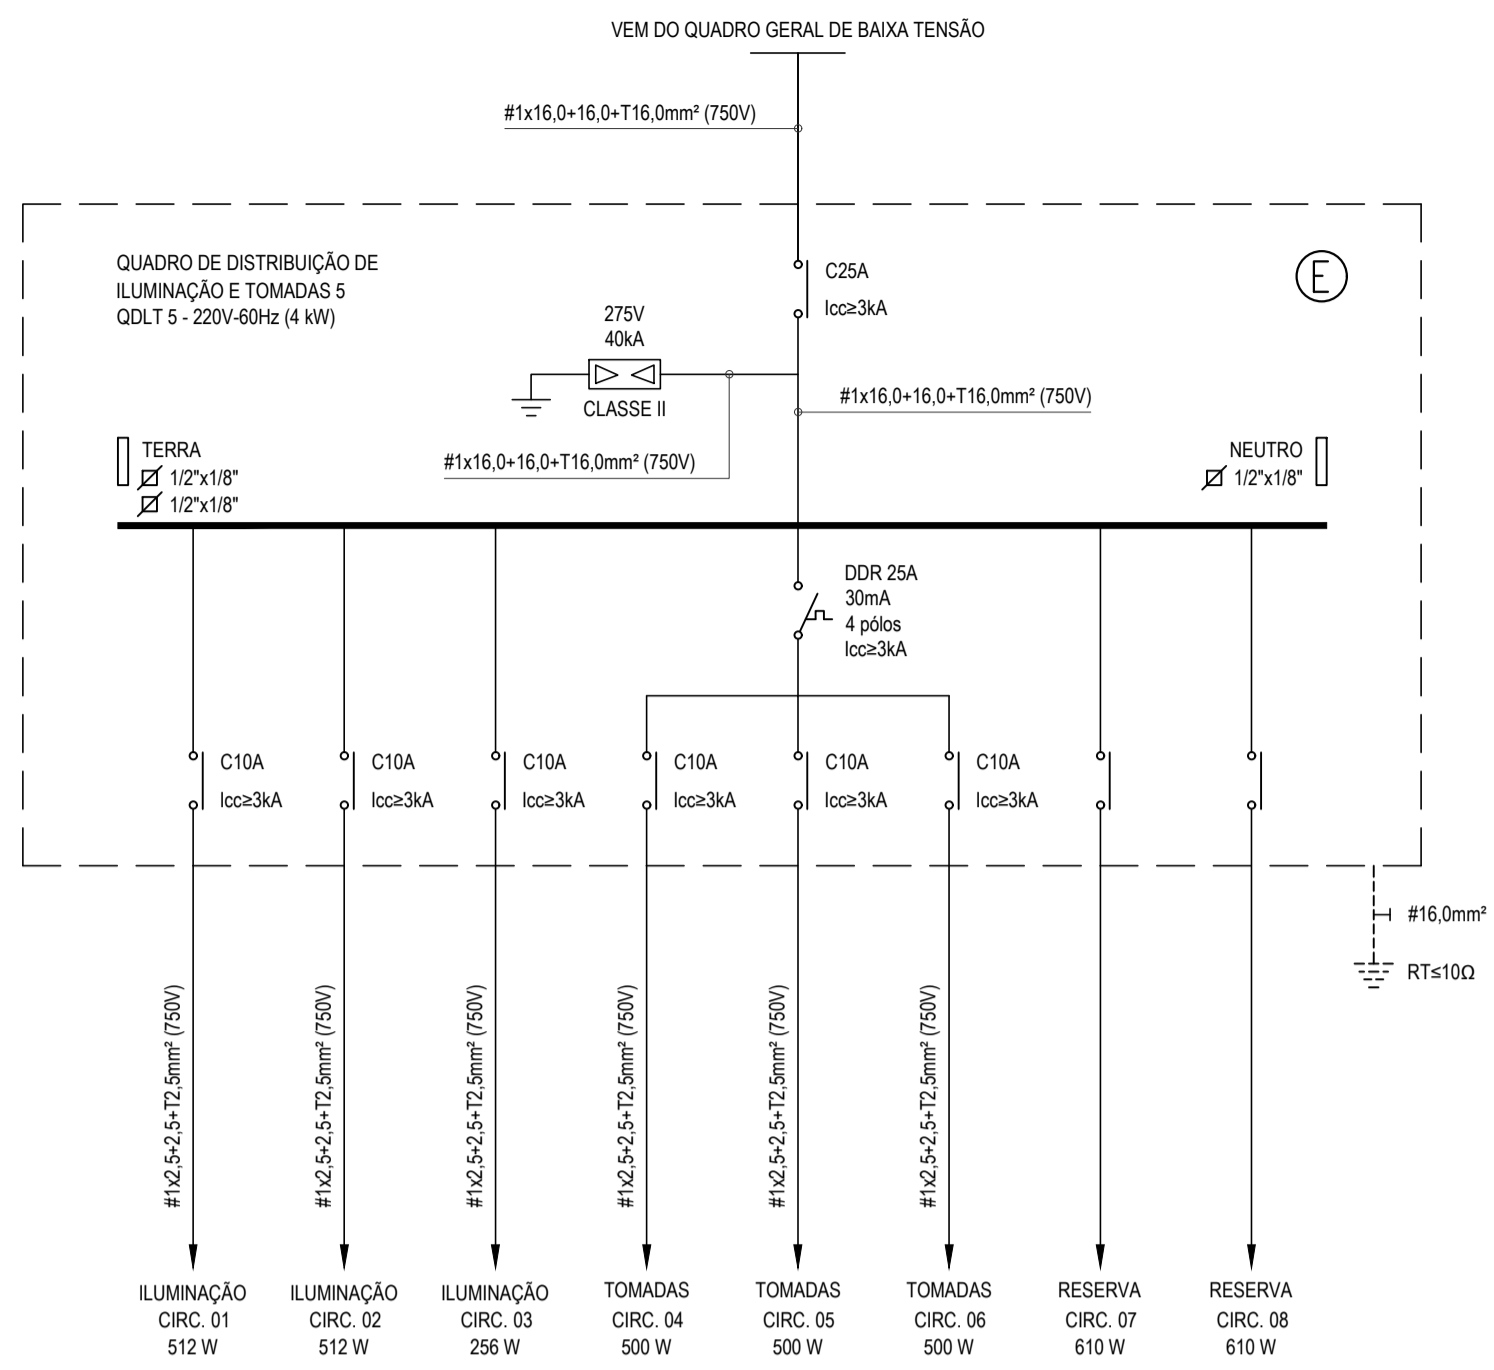 VEM DO QUADRO GERAL DE BAIXA TENSÃO
#1x16,0+16,0+T16,0mm² (750V)
QUADRO DE DISTRIBUIÇÃO DE
ILUMINAÇÃO E TOMADAS 5
QDLT 5 - 220V-60Hz (4 kW)
C25A
Icc≥3kA
E
275V
40kA
CLASSE II
#1x16,0+16,0+T16,0mm² (750V)
#1x16,0+16,0+T16,0mm² (750V)
TERRA
1/2"x1/8"
1/2"x1/8"
NEUTRO
1/2"x1/8"
DDR 25A
30mA
4 pólos
Icc≥3kA
C10A
Icc≥3kA
C10A
Icc≥3kA
C10A
Icc≥3kA
C10A
Icc≥3kA
C10A
Icc≥3kA
C10A
Icc≥3kA
#16,0mm²
RT≤10Ω
#1x2,5+2,5+T2,5mm² (750V)
#1x2,5+2,5+T2,5mm² (750V)
#1x2,5+2,5+T2,5mm² (750V)
#1x2,5+2,5+T2,5mm² (750V)
#1x2,5+2,5+T2,5mm² (750V)
#1x2,5+2,5+T2,5mm² (750V)
ILUMINAÇÃO
CIRC. 01
512 W
ILUMINAÇÃO
CIRC. 02
512 W
ILUMINAÇÃO
CIRC. 03
256 W
TOMADAS
CIRC. 04
500 W
TOMADAS
CIRC. 05
500 W
TOMADAS
CIRC. 06
500 W
RESERVA
CIRC. 07
610 W
RESERVA
CIRC. 08
610 W